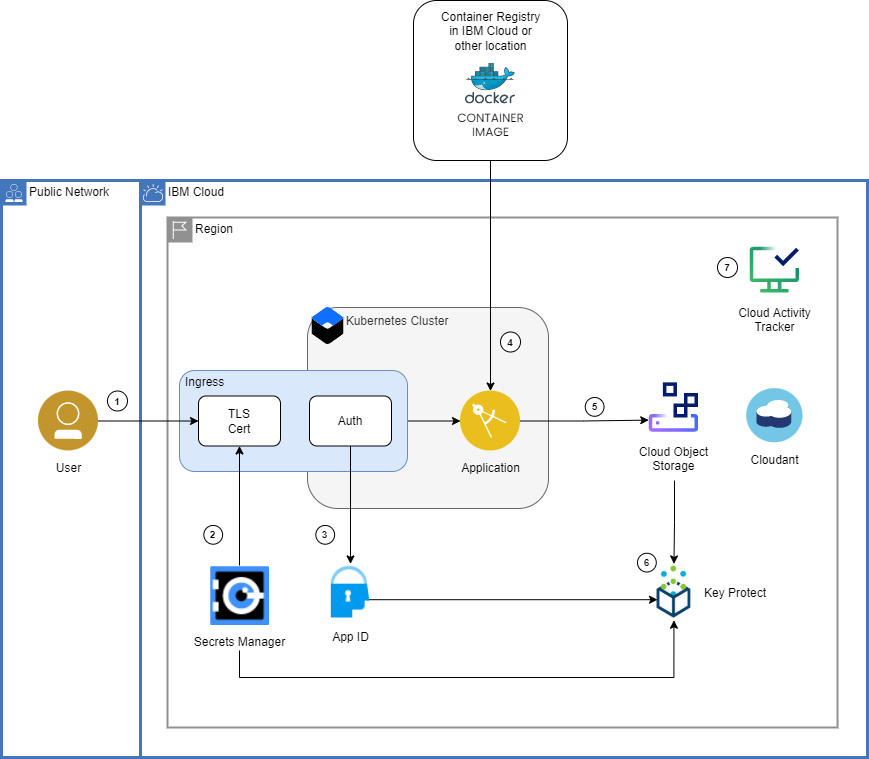 Container Registry
in IBM Cloud or
other location
docker
CONTAINER
IMAGE
Public Network
IBM Cloud
Region
7
Cloud Activity
Tracker
Kubernetes Cluster
4
Ingress
1
TLS
Cert
Auth
5
User
Application
Cloud Object
Storage
Cloudant
2
3
6
Key Protect
Secrets Manager
App ID